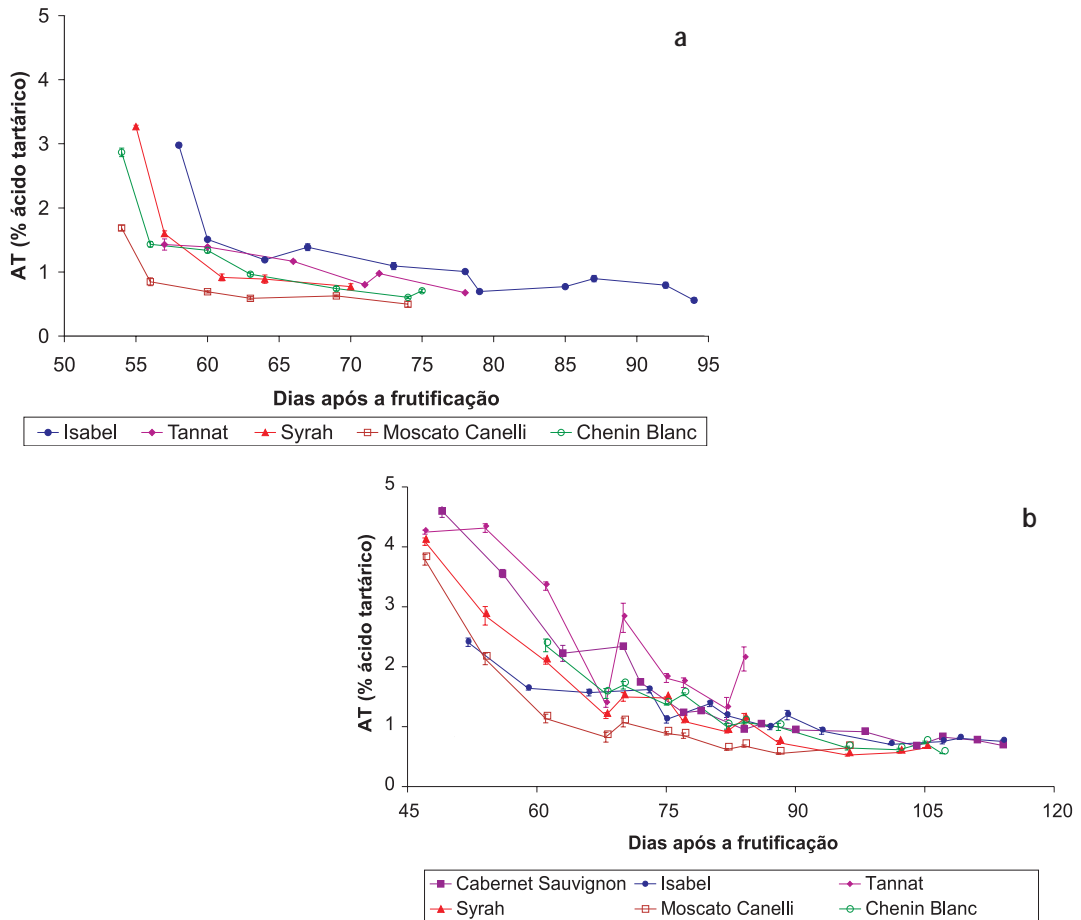 a
AT (% ácido tartárico)
5
4
3
2
1
0
50 55 60 65 70 75 80 85 90 95
Dias após a frutificação
Isabel Tannat Syrah Moscato Canelli Chenin Blanc
b
AT (% ácido tartárico)
5
4
3
2
1
0
45 60 75 90 105 120
Dias após a frutificação
Cabernet Sauvignon Isabel Tannat
Syrah Moscato Canelli Chenin Blanc